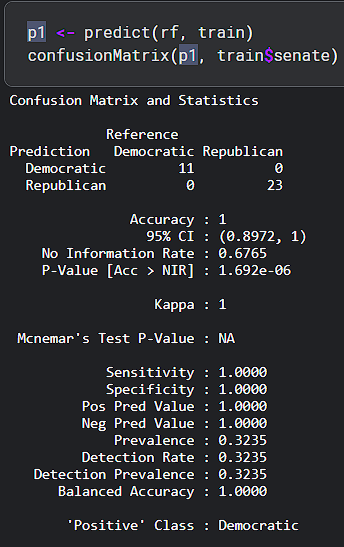 p1 <- predict(rf, train)
confusionMatrix(p1, train$senate)
Confusion Matrix and Statistics
Reference
Prediction Democratic Republican
Democratic 11 0
Republican 0 23
Accuracy : 1
95% CI : (0.8972, 1)
No Information Rate : 0.6765
P-Value [Acc > NIR] : 1.692e-06
Kappa : 1
Mcnemar's Test P-Value : NA
Sensitivity : 1.0000
Specificity : 1.0000
Pos Pred Value : 1.0000
Neg Pred Value : 1.0000
Prevalence : 0.3235
Detection Rate : 0.3235
Detection Prevalence : 0.3235
Balanced Accuracy : 1.0000
'Positive' Class : Democratic